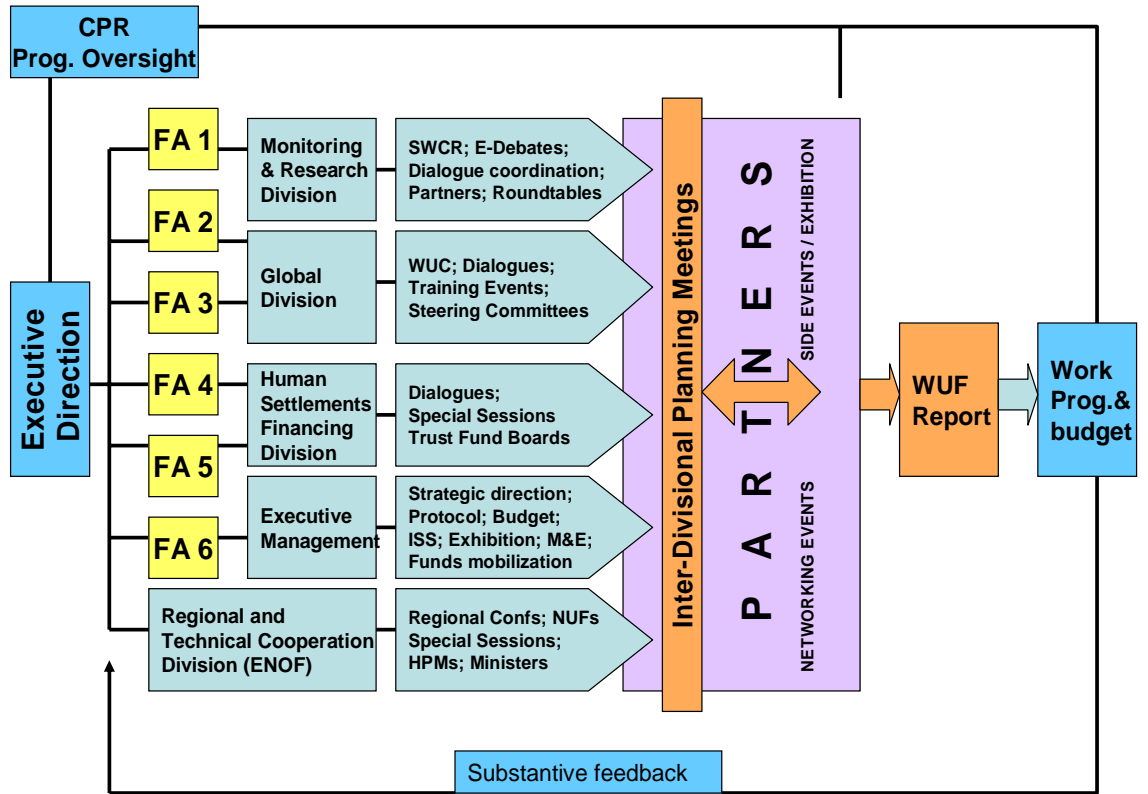 CPR
Prog. Oversight
Executive
Direction
FA 1
FA 2
FA 3
FA 4
FA 5
FA 6
Monitoring
& Research
Division
SWCR; E-Debates;
Dialogue coordination;
Partners; Roundtables
Global
Division
WUC; Dialogues;
Training Events;
Steering Committees
Human
Settlements
Financing
Division
Dialogues;
Special Sessions
Trust Fund Boards
Executive
Management
Strategic direction;
Protocol; Budget;
ISS; Exhibition; M&E;
Funds mobilization
Regional and
Technical Cooperation
Division (ENOF)
Regional Confs; NUFs
Special Sessions;
HPMs; Ministers
Inter-Divisional Planning Meetings
P A R T N E R S
NETWORKING EVENTS
SIDE EVENTS / EXHIBITION
WUF
Report
Work
Prog.&
budget
Substantive feedback